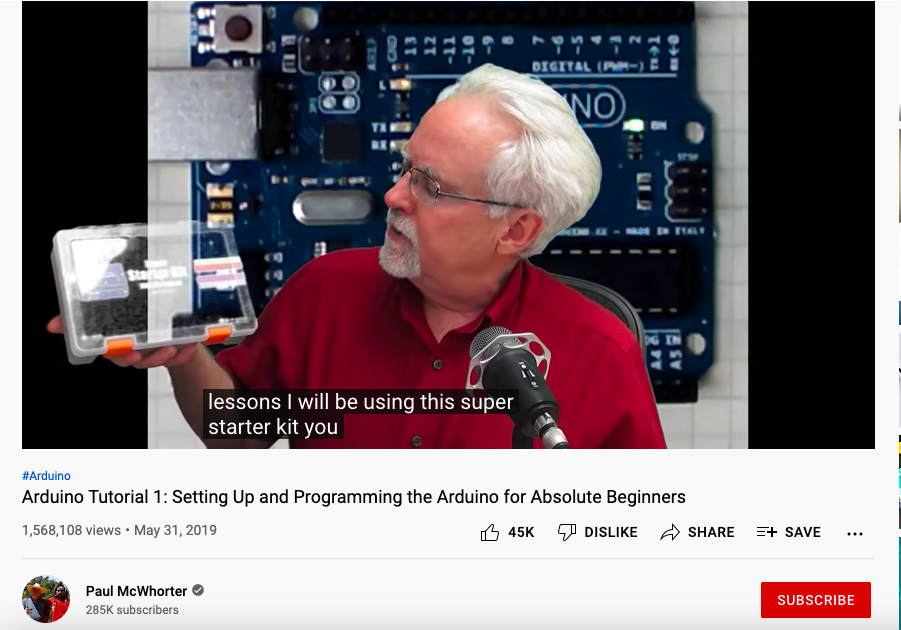 13
12
~11
~10
~9
8
7
~6
~5
4
~3
2
TX→1
RX←0
AREF
GND
DIGITAL (PWM~)
L
TX
RX
UNO
ON
ICSP
MADE IN ITALY
Starter Kit
A4
A5
lessons I will be using this super
starter kit you
#Arduino
Arduino Tutorial 1: Setting Up and Programming the Arduino for Absolute Beginners
1,568,108 views • May 31, 2019
45K DISLIKE SHARE SAVE
Paul McWhorter
285K subscribers
SUBSCRIBE